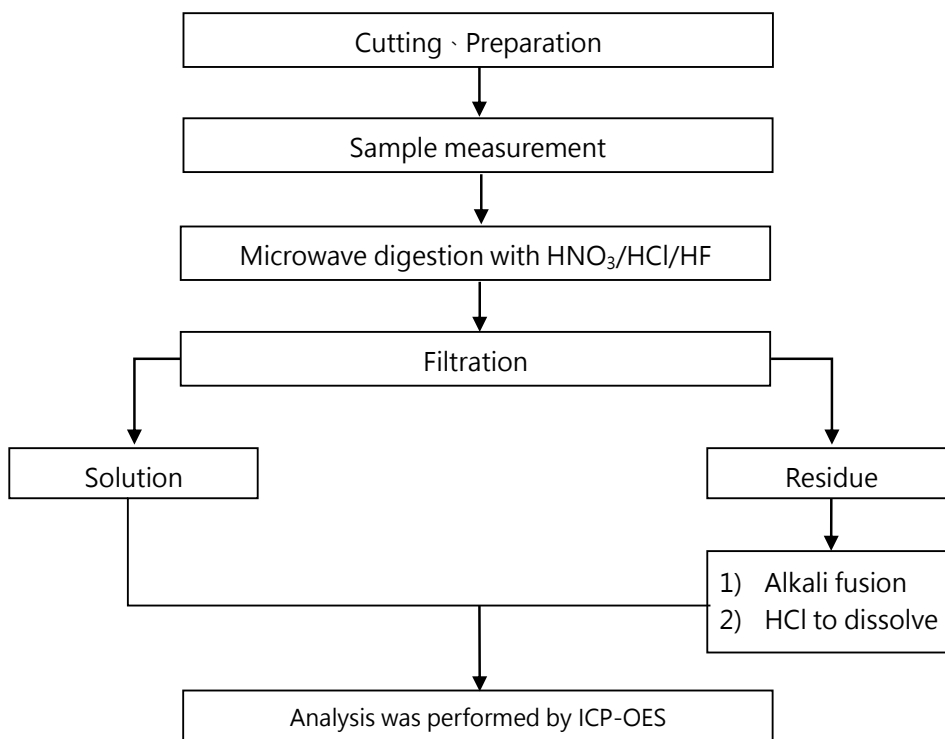 Cutting、Preparation
Sample measurement
Microwave digestion with HNO₃/HCl/HF
Filtration
Solution
Residue
1) Alkali fusion
2) HCl to dissolve
Analysis was performed by ICP-OES